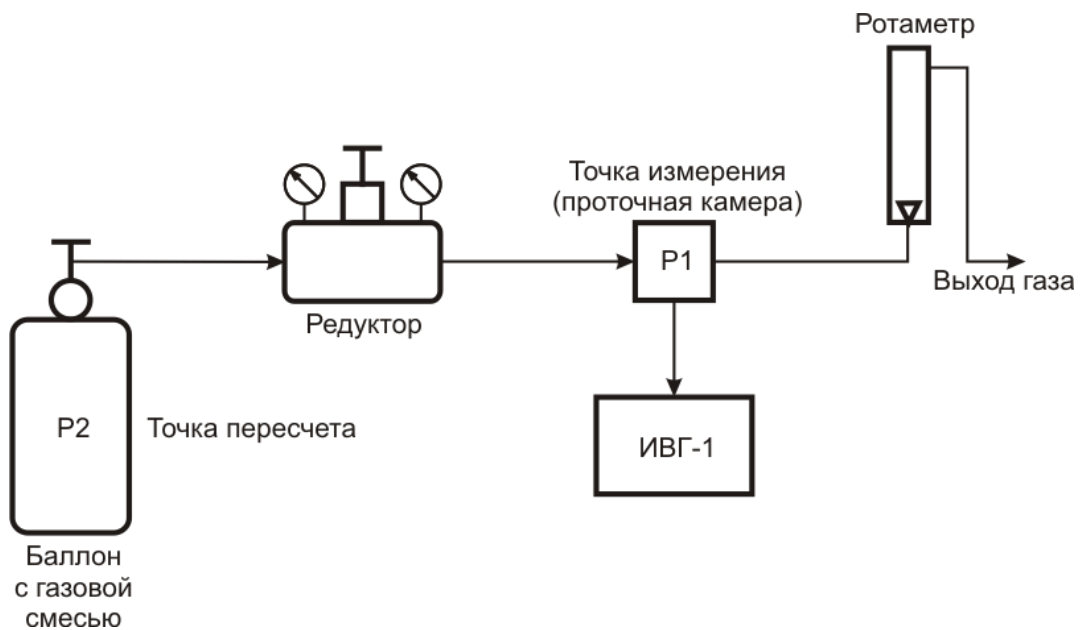 Ротаметр
Точка измерения
(проточная камера)
P1
Выход газа
Редуктор
P2
Точка пересчета
ИВГ-1
Баллон
с газовой
смесью